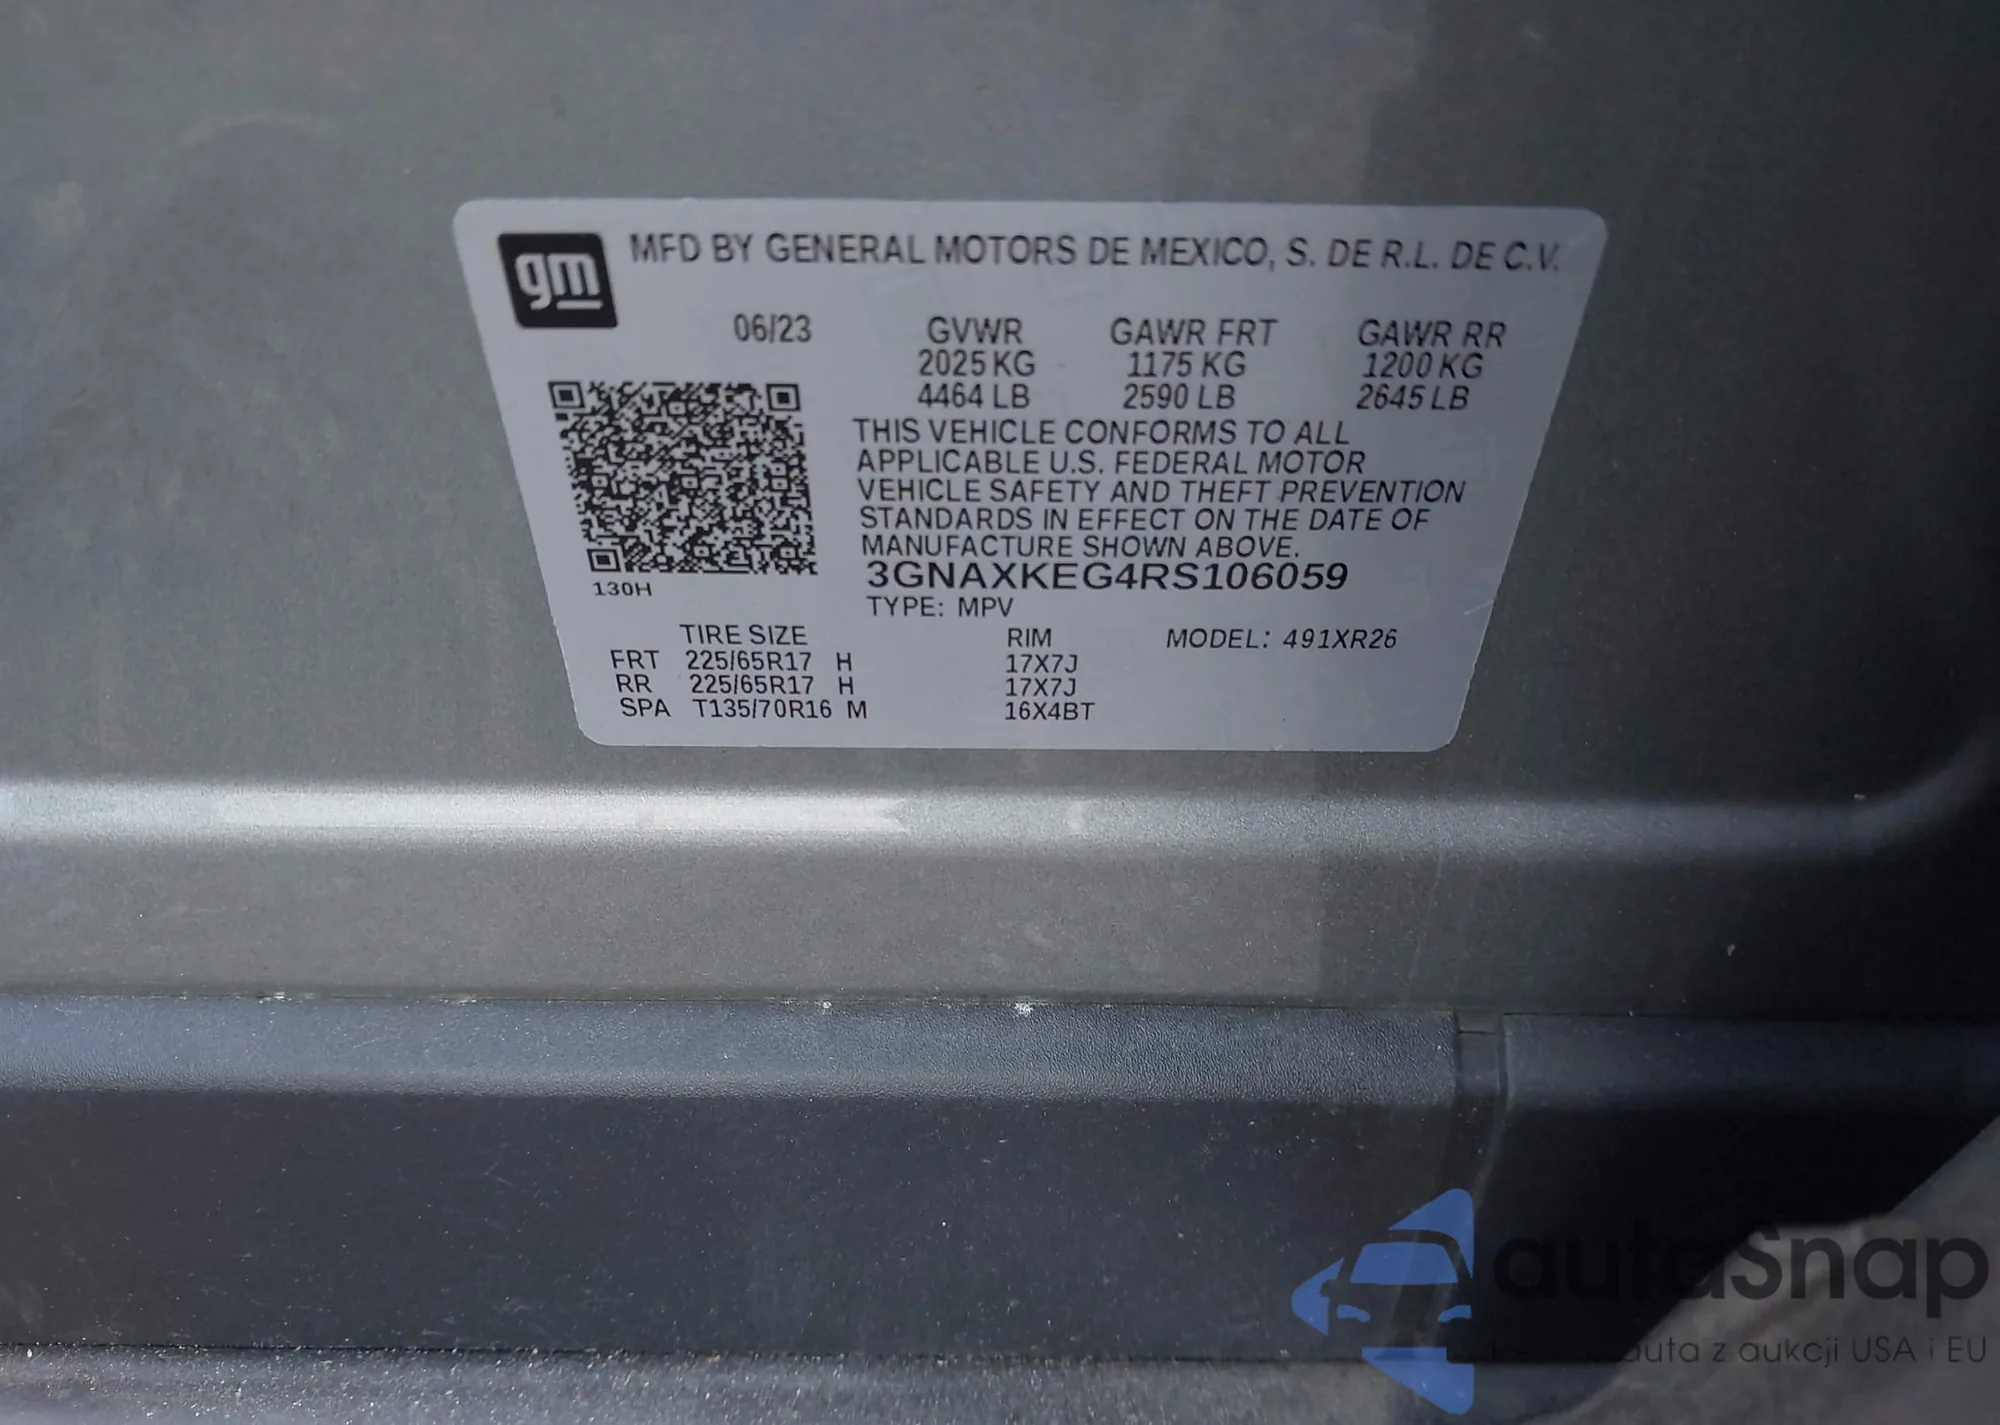 gm
MFD BY GENERAL MOTORS DE MEXICO, S. DE R.L. DE C.V.
06/23 GVWR GAWR FRT GAWR RR
2025 KG 1175 KG 1200 KG
4464 LB 2590 LB 2645 LB
THIS VEHICLE CONFORMS TO ALL
APPLICABLE U.S. FEDERAL MOTOR
VEHICLE SAFETY AND THEFT PREVENTION
STANDARDS IN EFFECT ON THE DATE OF
MANUFACTURE SHOWN ABOVE.
3GNAXKEG4RS106059
130H
TYPE: MPV
TIRE SIZE RIM MODEL: 491XR26
FRT 225/65R17 H 17X7J
RR 225/65R17 H 17X7J
SPA T135/70R16 M 16X4BT
autaSnap
auta z aukcji USA i EU